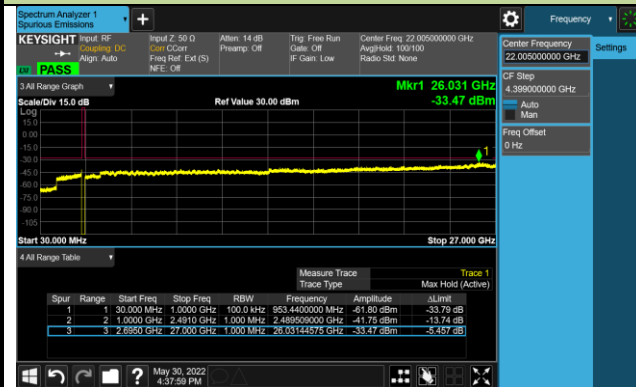 Spectrum Analyzer 1
Spurious Emissions
Frequency
KEYSIGHT Input: RF Input Z: 50 Ω Atten: 14 dB Trig: Free Run Center Freq: 22.005000000 GHz
Coupling: DC Corr CCorr Preamp: Off Gate: Off Avg|Hold: 100/100
Align: Auto Freq Ref: Ext (S) IF Gain: Low Radio Std: None
NFE: Off
PASS
Center Frequency
22.005000000 GHz
Settings
CF Step
4.399000000 GHz
Auto
Man
Freq Offset
0 Hz
3 All Range Graph
Mkr1 26.031 GHz
Scale/Div 15.0 dB Ref Value 30.00 dBm -33.47 dBm
Log
15.0
0.00
-15.0
-30.0
-45.0
-60.0
-75.0
-90.0
-105
1
Start 30.000 MHz Stop 27.000 GHz
4 All Range Table
Measure Trace Trace 1
Trace Type Max Hold (Active)
Spur Range Start Freq Stop Freq RBW Frequency Amplitude ΔLimit
1 1 30.000 MHz 1.0000 GHz 100.0 kHz 953.4400000 MHz -61.80 dBm -33.79 dB
2 2 1.0000 GHz 2.4910 GHz 1.000 MHz 2.489509000 GHz -41.75 dBm -13.74 dB
3 3 2.6950 GHz 27.000 GHz 1.000 MHz 26.03144575 GHz -33.47 dBm -5.457 dB
May 30, 2022
4:37:59 PM